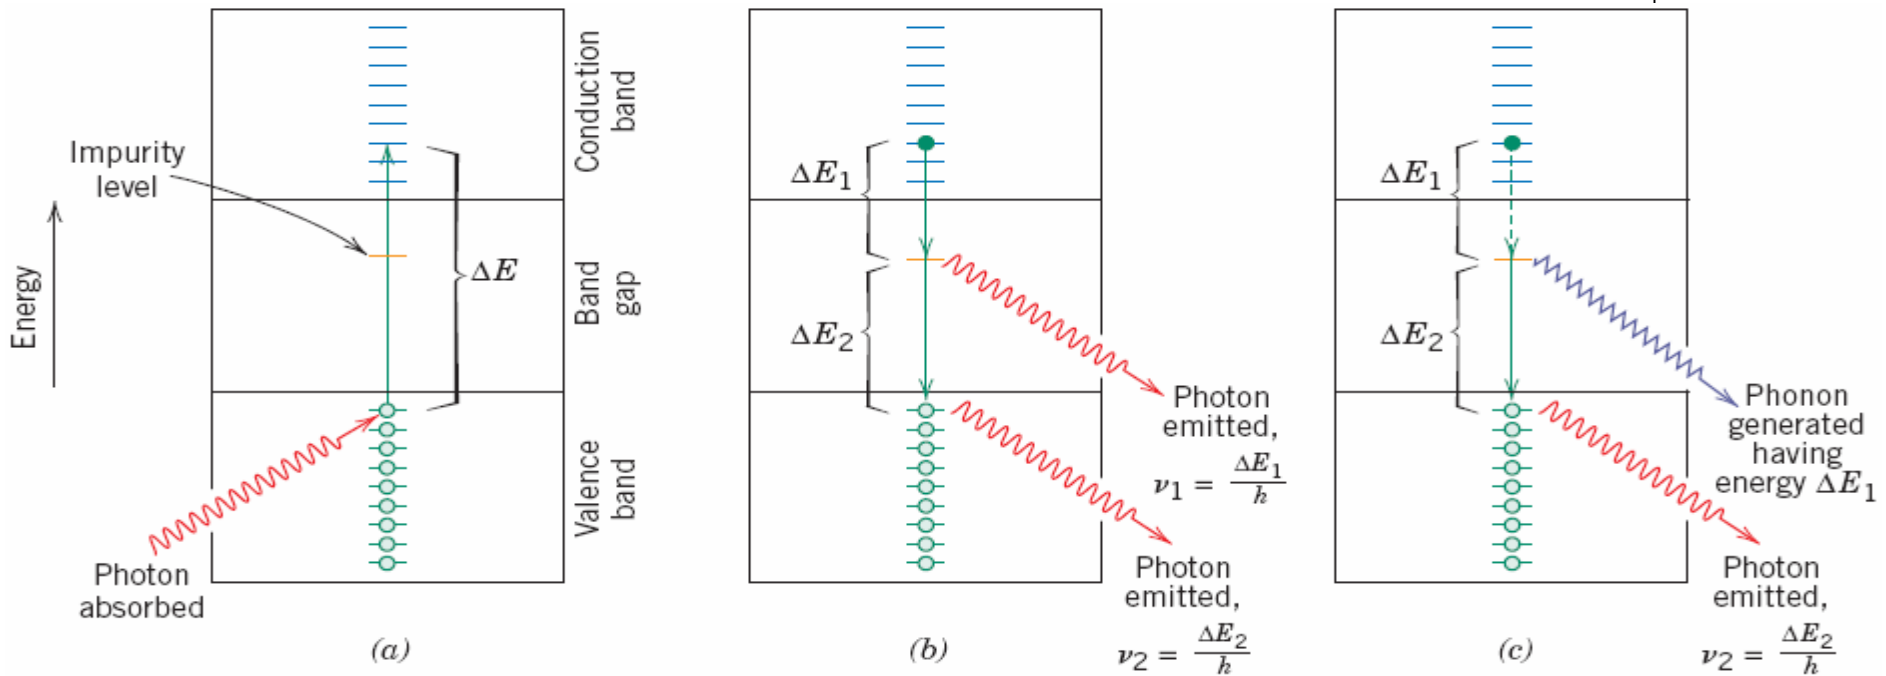 Energy
Impurity
level
Conduction
band
Band
gap
Valence
band
ΔE
Photon
absorbed
(a)
ΔE₁
ΔE₂
Photon
emitted,
ν₁ = ΔE₁/h
Photon
emitted,
ν₂ = ΔE₂/h
(b)
ΔE₁
ΔE₂
Phonon
generated
having
energy ΔE₁
Photon
emitted,
ν₂ = ΔE₂/h
(c)